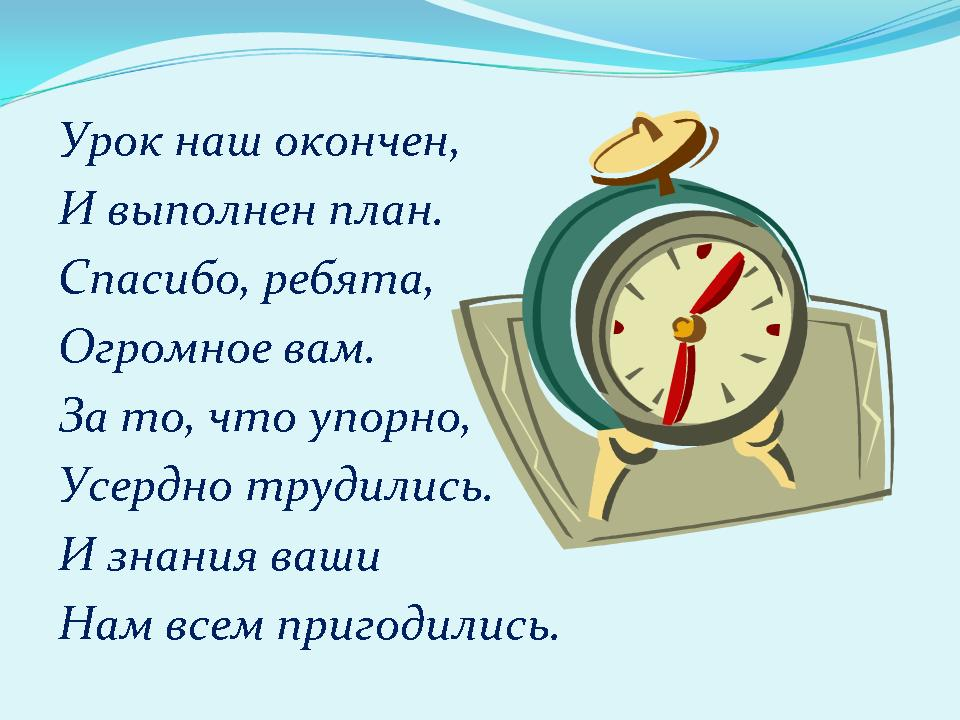 Урок наш окончен,
И выполнен план.
Спасибо, ребята,
Огромное вам.
За то, что упорно,
Усердно трудились.
И знания ваши
Нам всем пригодились.